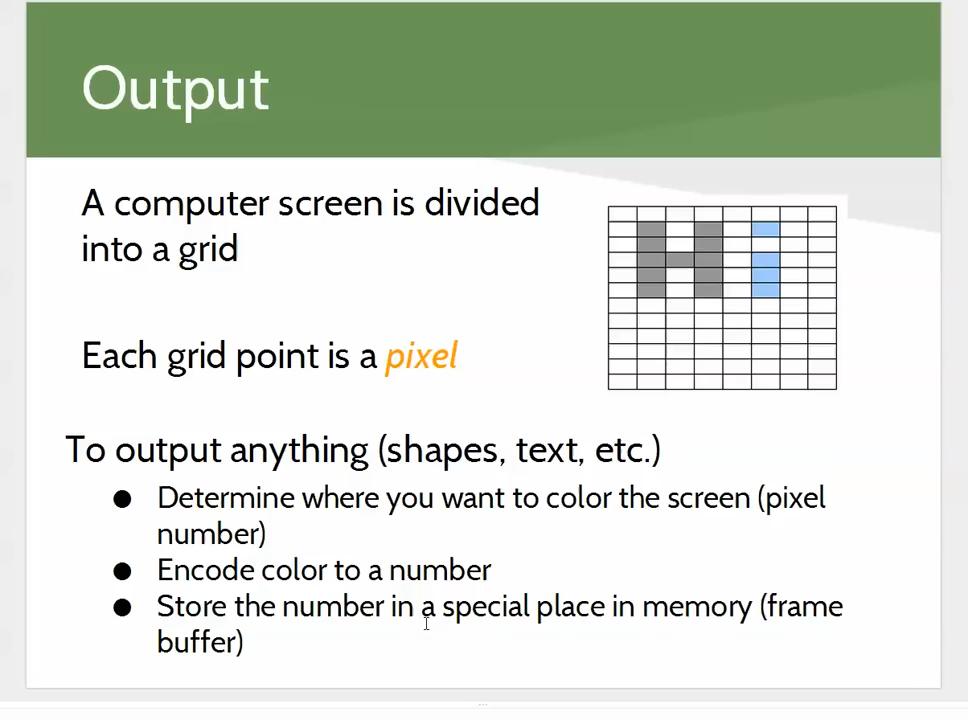 Output
A computer screen is divided
into a grid
Hi
Each grid point is a pixel
To output anything (shapes, text, etc.)
● Determine where you want to color the screen (pixel
number)
● Encode color to a number
● Store the number in a special place in memory (frame
buffer)